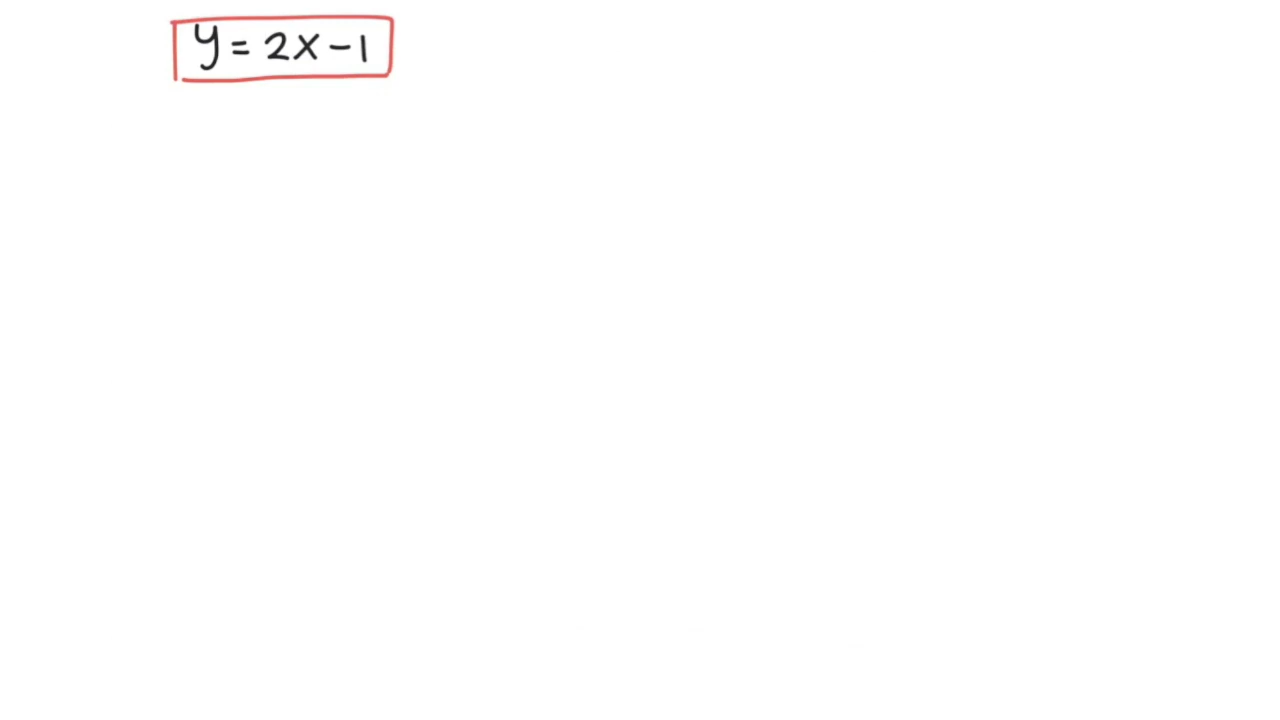 y = 2x - 1